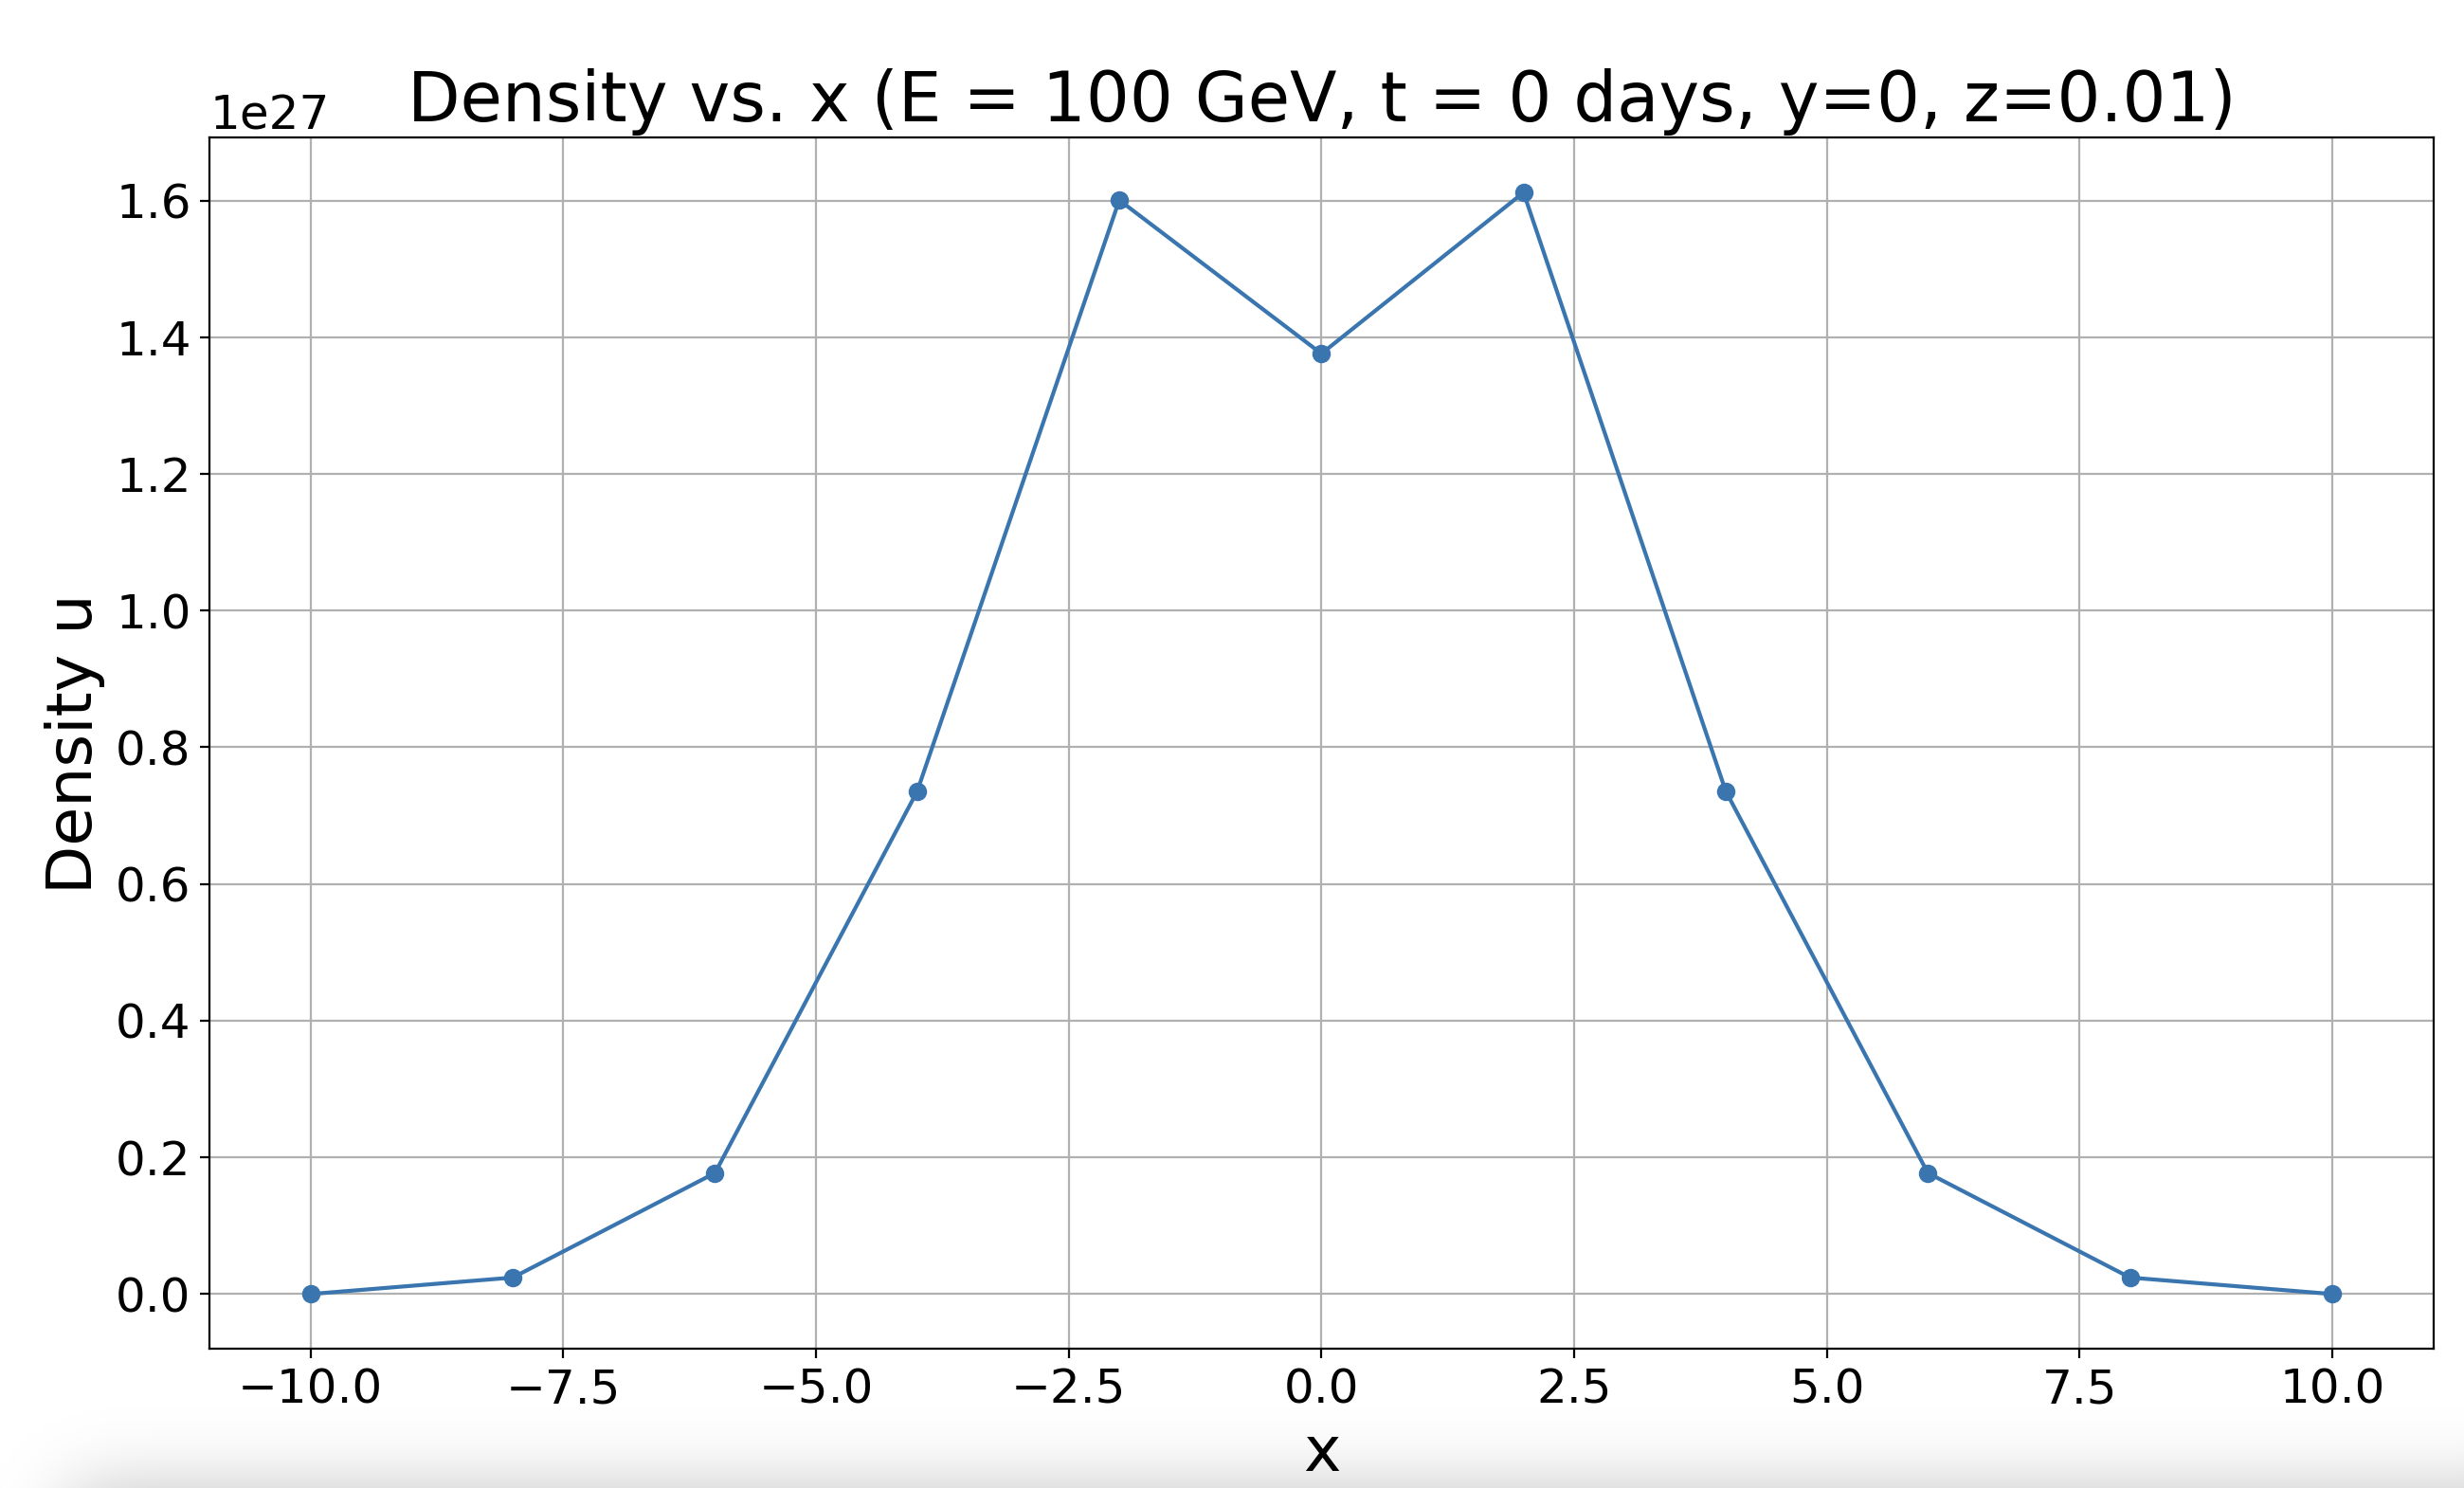 Density vs. x (E = 100 GeV, t = 0 days, y=0, z=0.01)
1e27
1.6
1.4
1.2
1.0
0.8
0.6
0.4
0.2
0.0
Density u
−10.0 −7.5 −5.0 −2.5 0.0 2.5 5.0 7.5 10.0
x